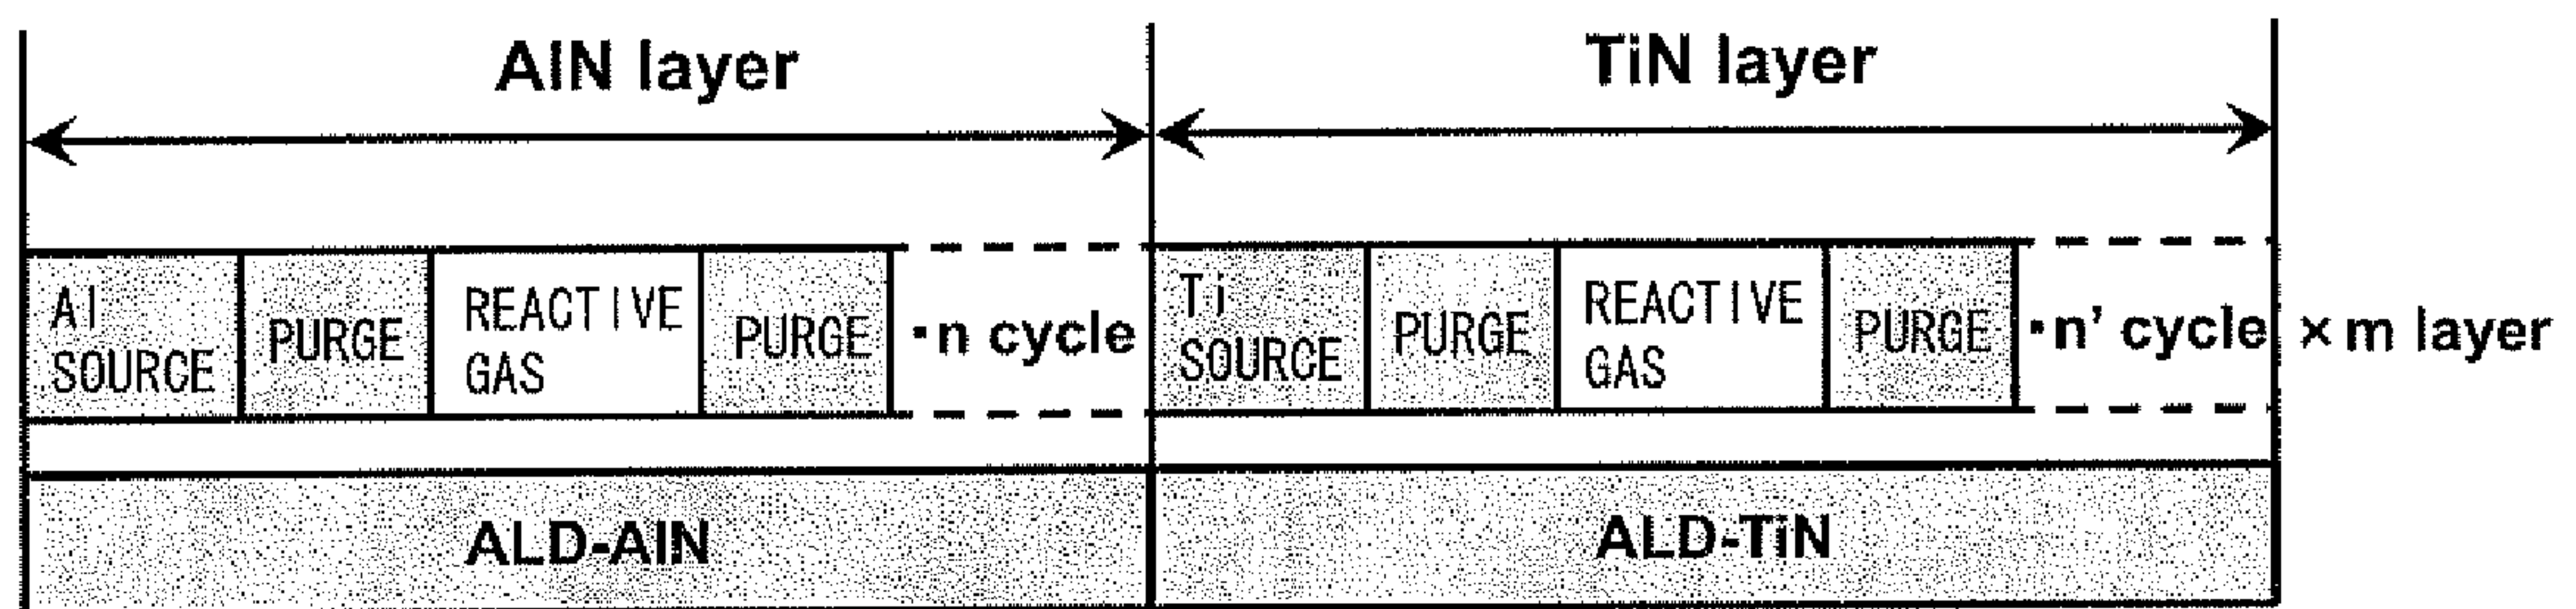 AlN layer
TiN layer
Al
SOURCE
PURGE
REACTIVE
GAS
PURGE
·n cycle
Ti
SOURCE
PURGE
REACTIVE
GAS
PURGE
·n' cycle
×m layer
ALD-AlN
ALD-TiN